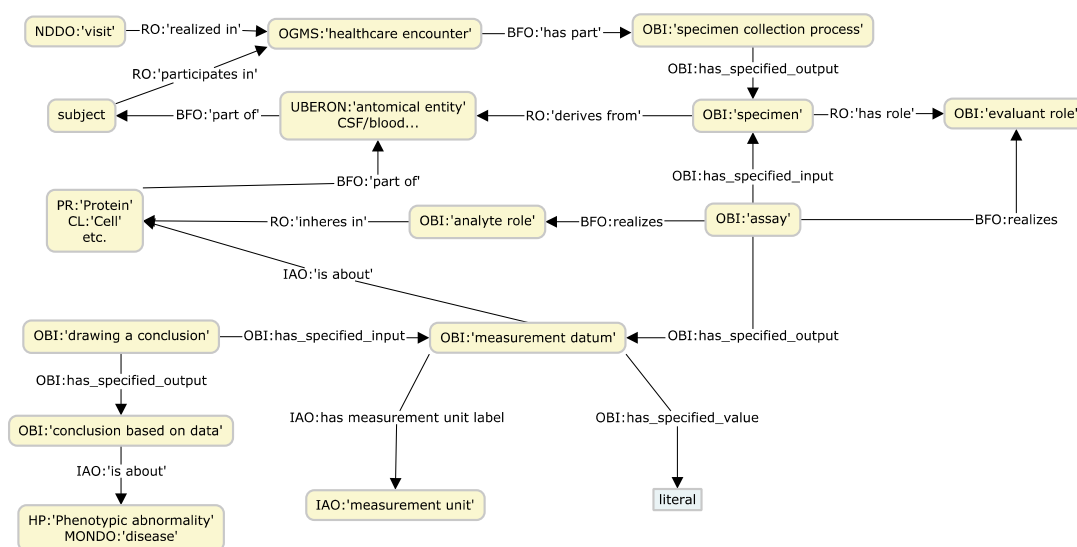 NDDO:'visit'
RO:'realized in'
OGMS:'healthcare encounter'
BFO:'has part'
OBI:'specimen collection process'
RO:'participates in'
OBI:has_specified_output
subject
BFO:'part of'
UBERON:'antomical entity'
CSF/blood...
RO:'derives from'
OBI:'specimen'
RO:'has role'
OBI:'evaluant role'
BFO:'part of'
OBI:has_specified_input
PR:'Protein'
CL:'Cell'
etc.
RO:'inheres in'
OBI:'analyte role'
BFO:realizes
OBI:'assay'
BFO:realizes
IAO:'is about'
OBI:'drawing a conclusion'
OBI:has_specified_input
OBI:'measurement datum'
OBI:has_specified_output
OBI:has_specified_output
IAO:has measurement unit label
OBI:has_specified_value
OBI:'conclusion based on data'
IAO:'is about'
IAO:'measurement unit'
literal
HP:'Phenotypic abnormality'
MONDO:'disease'